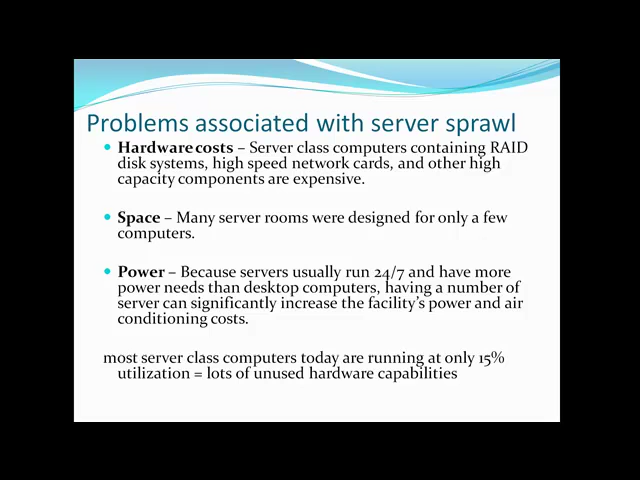 Problems associated with server sprawl
• Hardware costs – Server class computers containing RAID
disk systems, high speed network cards, and other high
capacity components are expensive.
• Space – Many server rooms were designed for only a few
computers.
• Power – Because servers usually run 24/7 and have more
power needs than desktop computers, having a number of
server can significantly increase the facility's power and air
conditioning costs.
most server class computers today are running at only 15%
utilization = lots of unused hardware capabilities